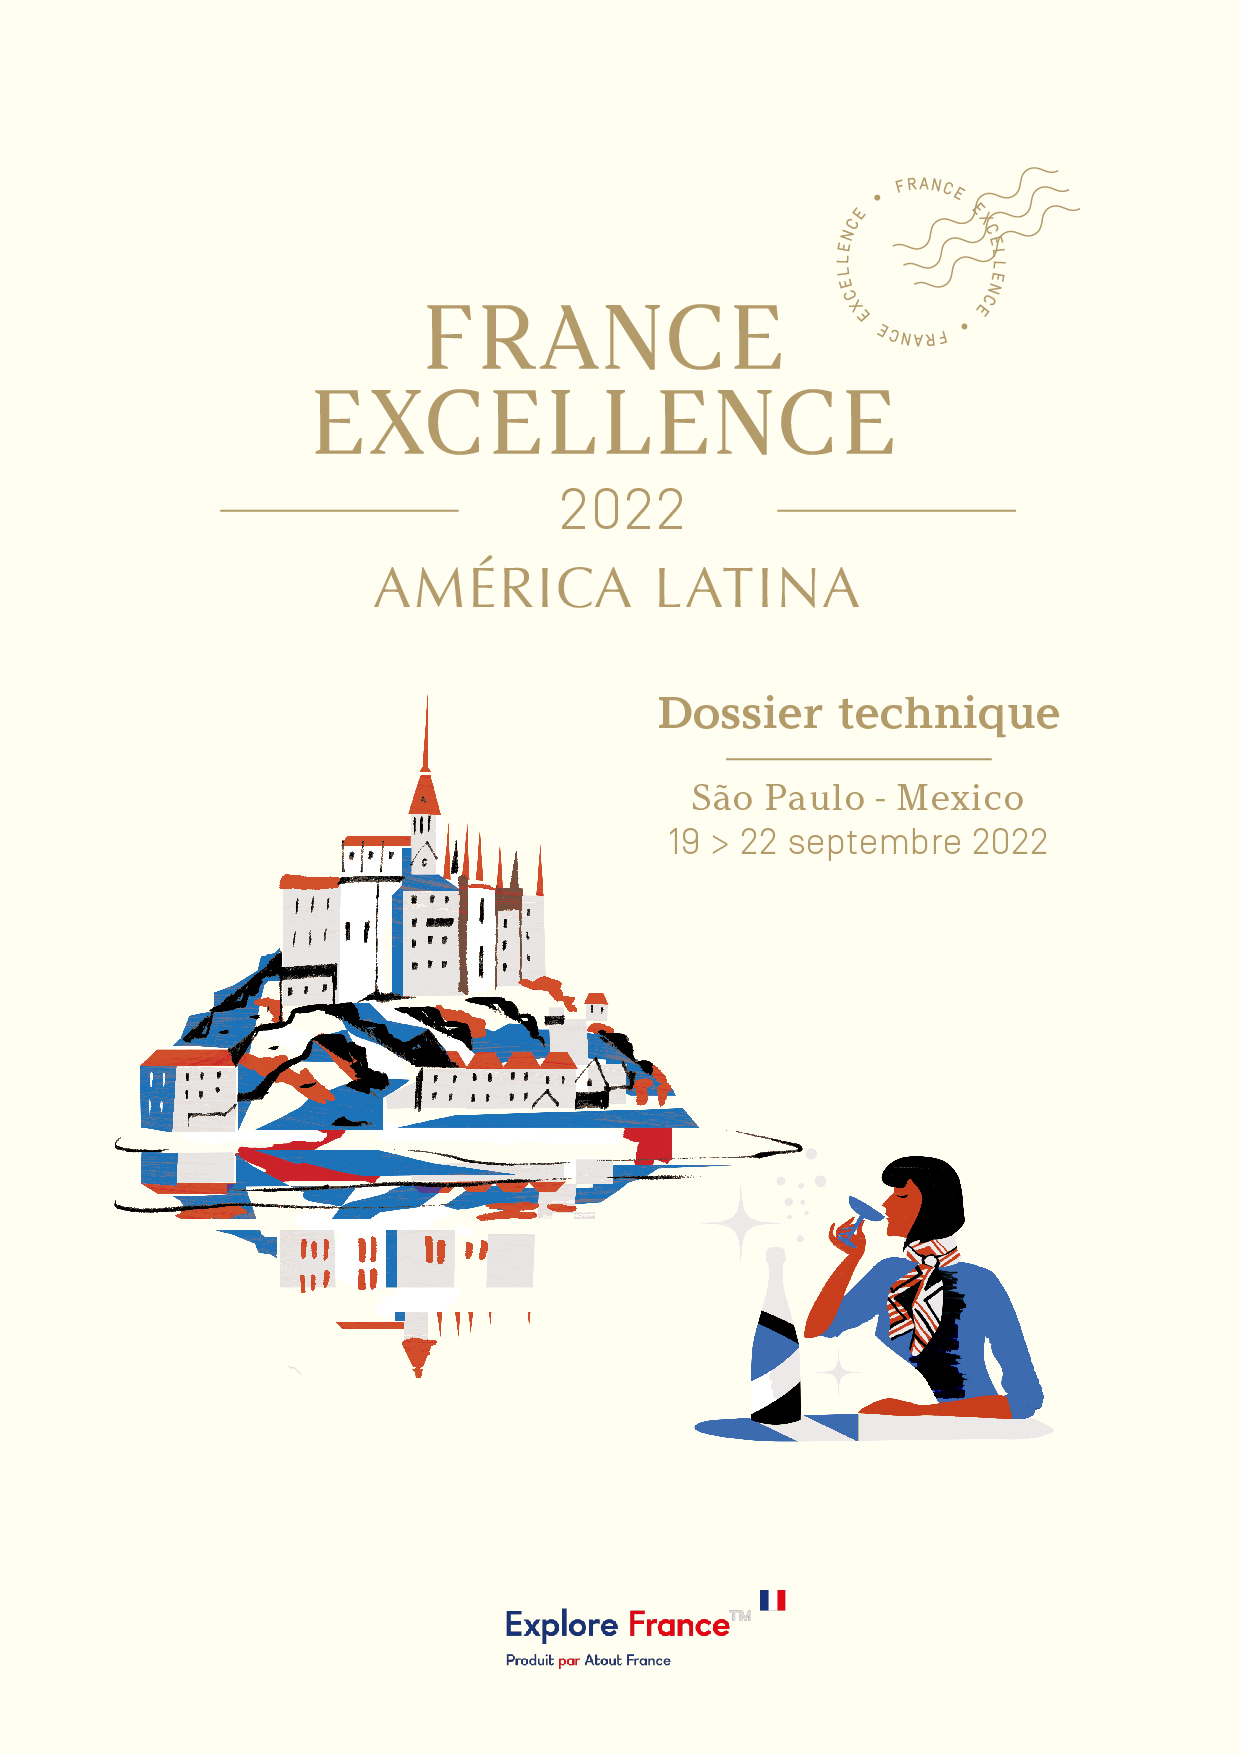 FRANCE EXCELLENCE • FRANCE EXCELLENCE •
FRANCE
EXCELLENCE
2022
AMÉRICA LATINA
Dossier technique
São Paulo - Mexico
19 > 22 septembre 2022
Explore France™
Produit par Atout France